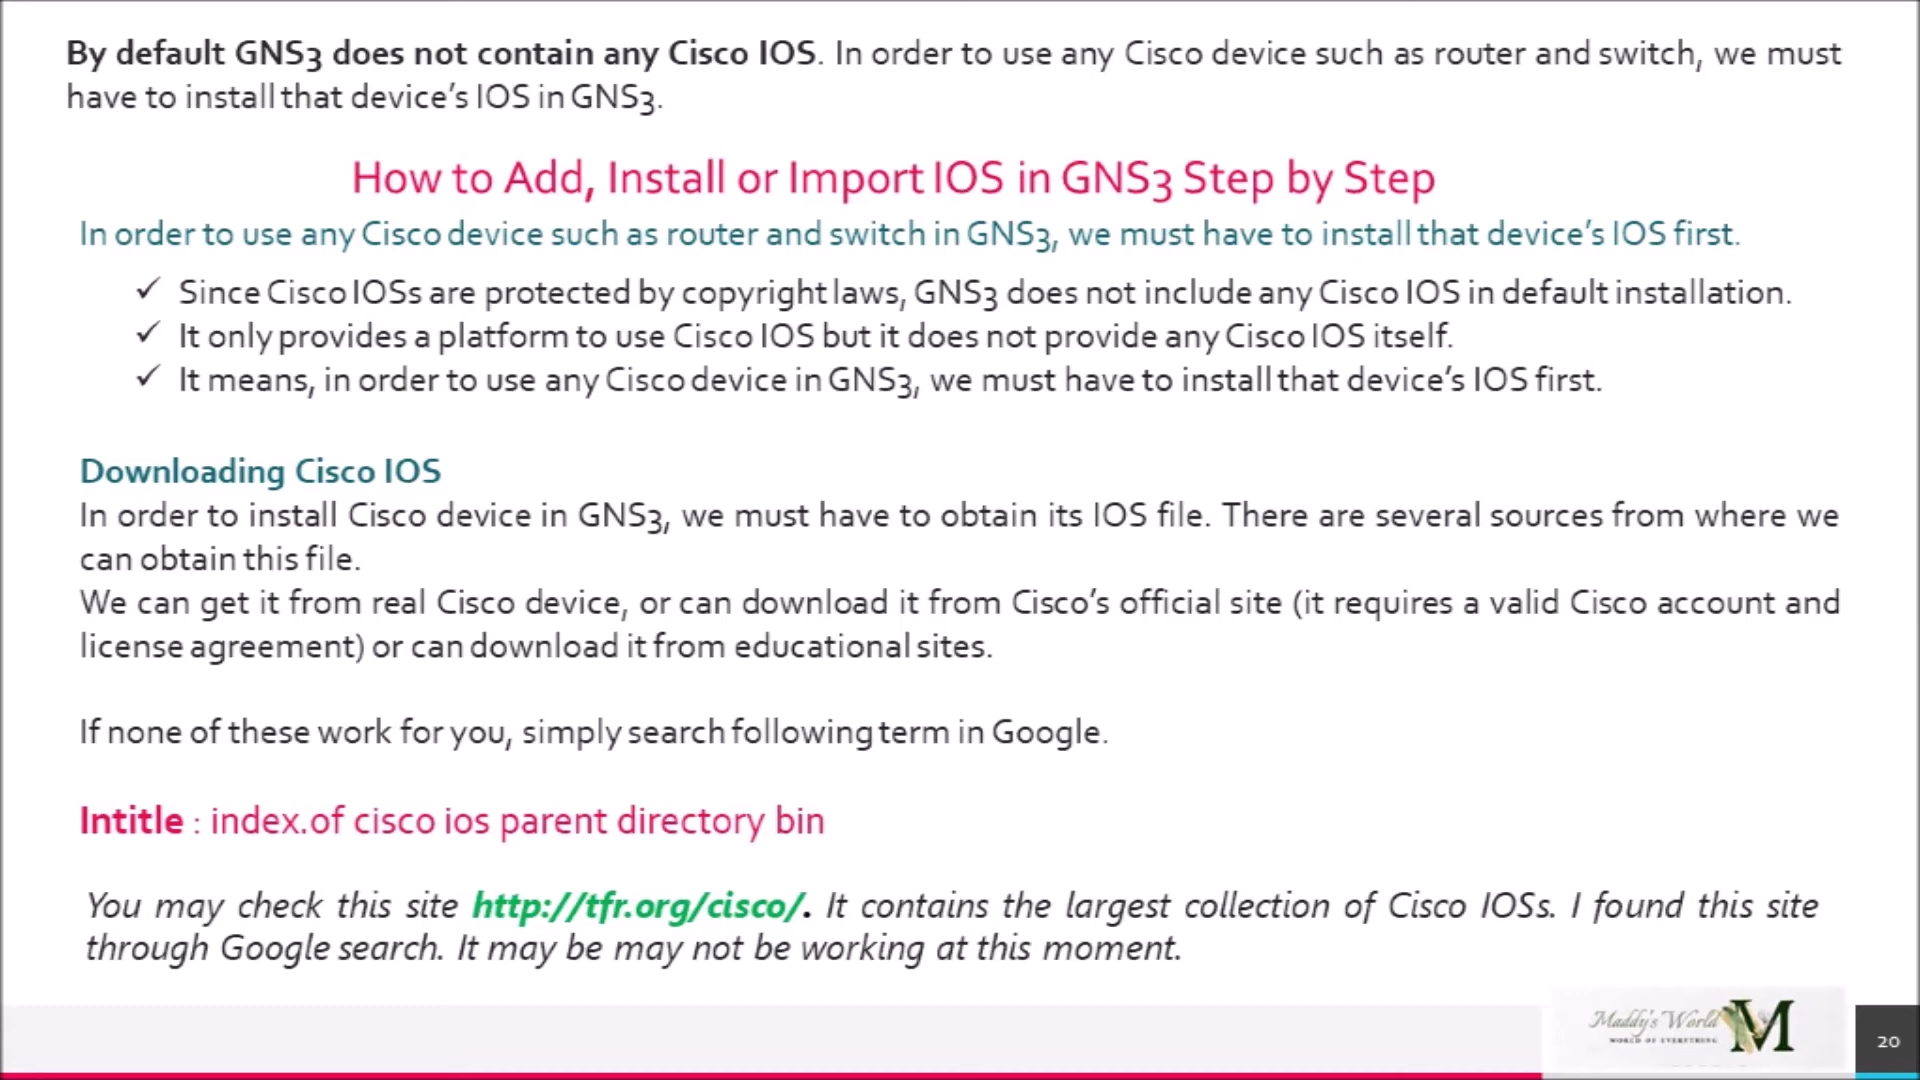 By default GNS3 does not contain any Cisco IOS. In order to use any Cisco device such as router and switch, we must
have to install that device's IOS in GNS3.
How to Add, Install or Import IOS in GNS3 Step by Step
In order to use any Cisco device such as router and switch in GNS3, we must have to install that device's IOS first.
✓ Since Cisco IOSs are protected by copyright laws, GNS3 does not include any Cisco IOS in default installation.
✓ It only provides a platform to use Cisco IOS but it does not provide any Cisco IOS itself.
✓ It means, in order to use any Cisco device in GNS3, we must have to install that device's IOS first.
Downloading Cisco IOS
In order to install Cisco device in GNS3, we must have to obtain its IOS file. There are several sources from where we
can obtain this file.
We can get it from real Cisco device, or can download it from Cisco's official site (it requires a valid Cisco account and
license agreement) or can download it from educational sites.
If none of these work for you, simply search following term in Google.
Intitle : index.of cisco ios parent directory bin
You may check this site http://tfr.org/cisco/. It contains the largest collection of Cisco IOSs. I found this site
through Google search. It may be may not be working at this moment.
Maddy's World M
WORLD OF EVERYTHING
20